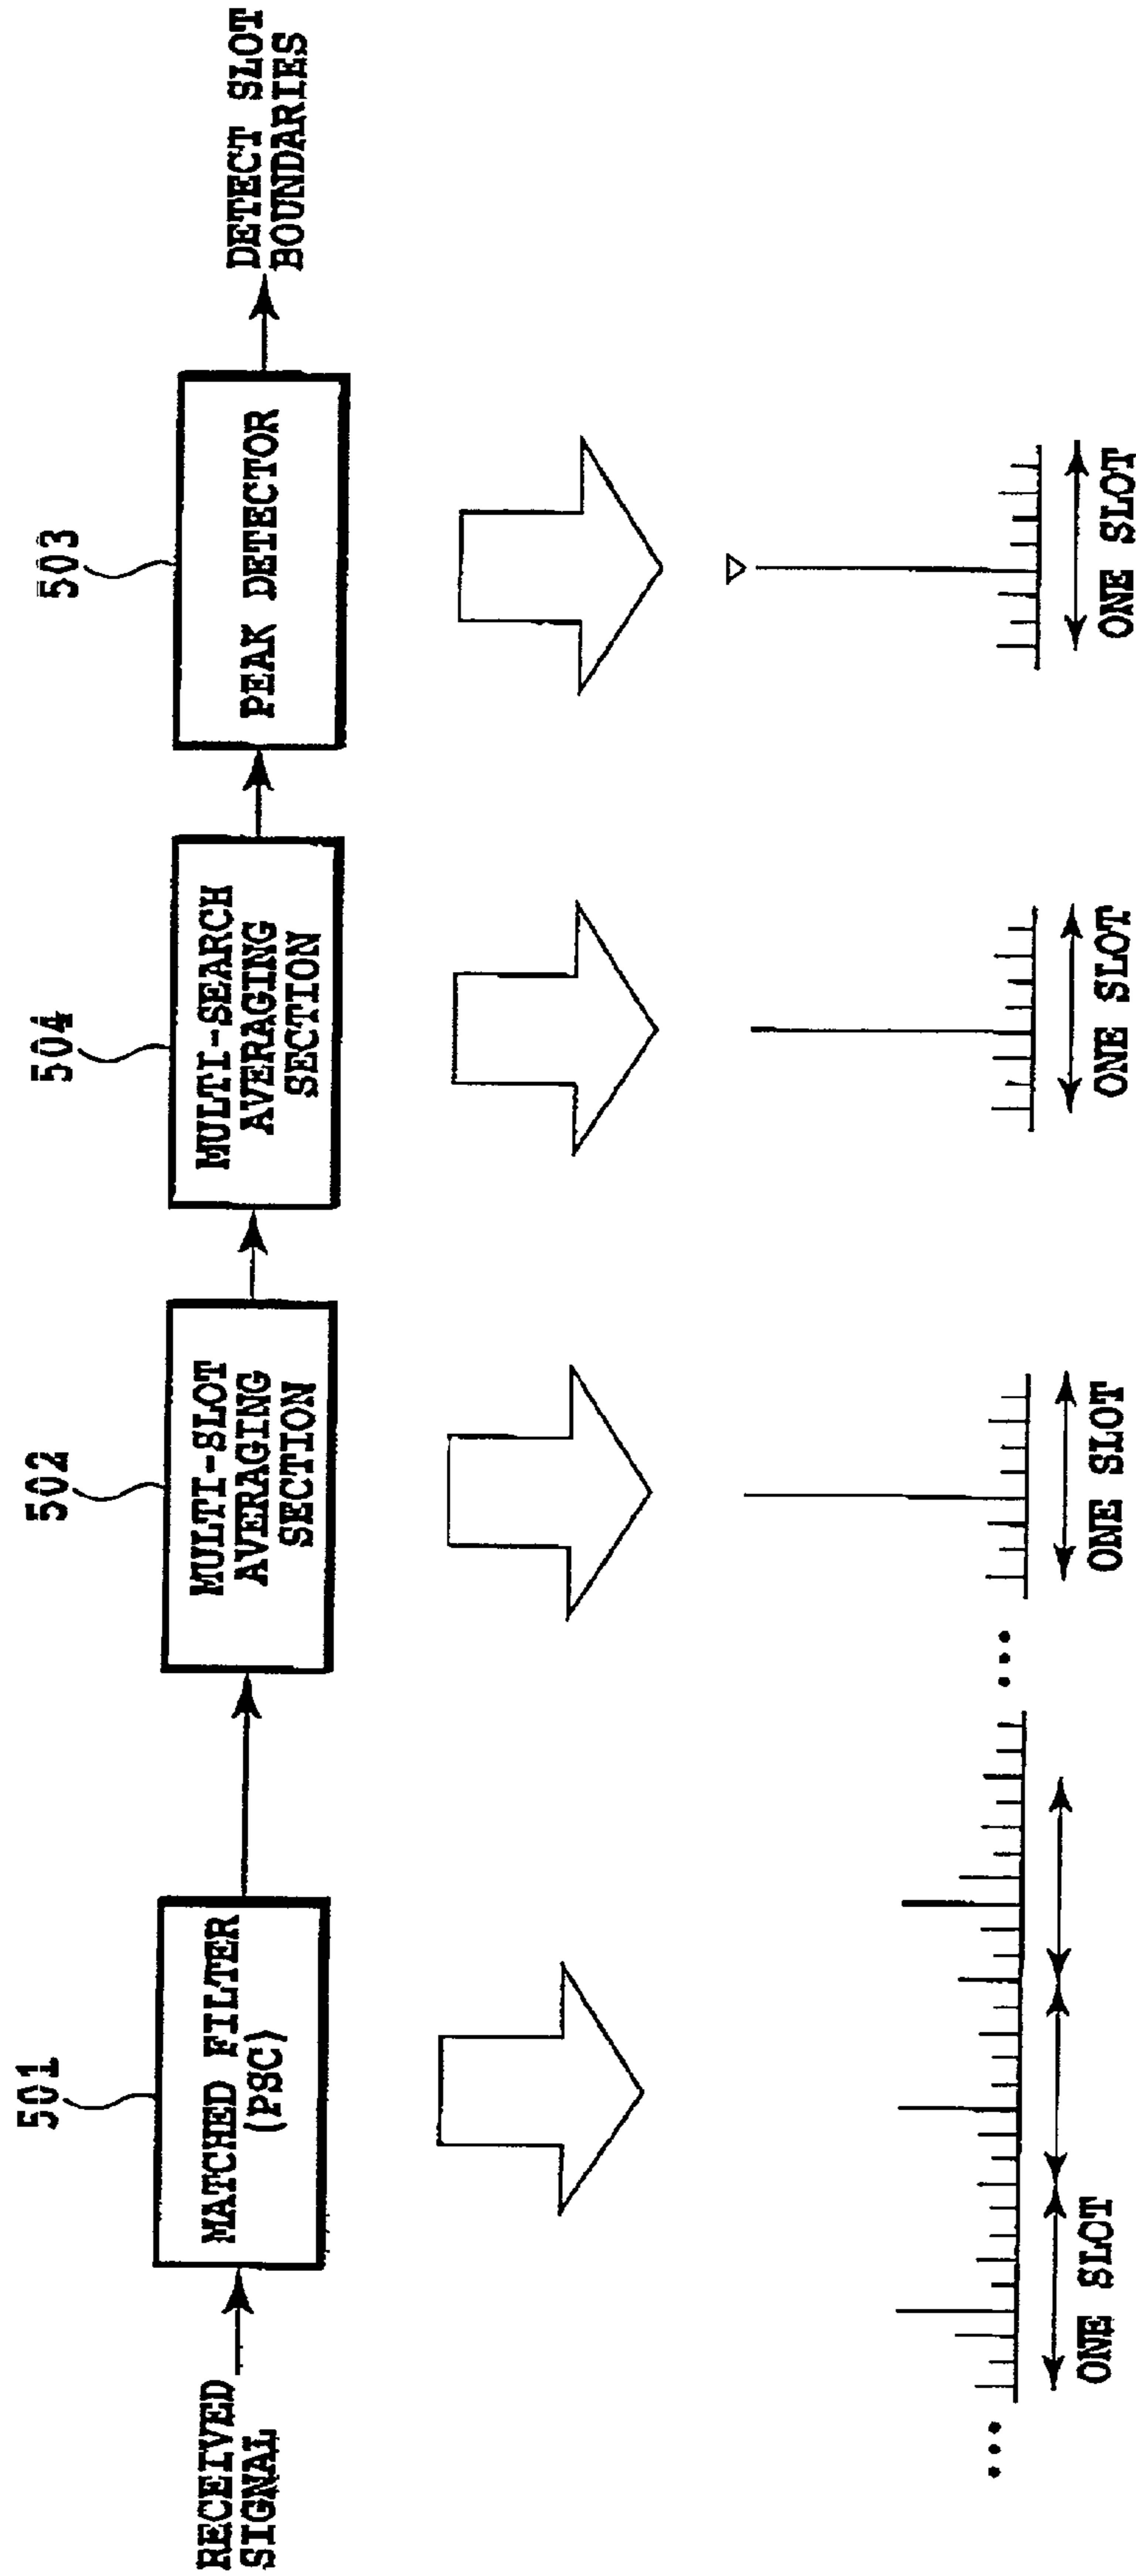 RECEIVED
SIGNAL
501
MATCHED FILTER
(PSC)
502
MULTI-SLOT
AVERAGING
SECTION
504
MULTI-SEARCH
AVERAGING
SECTION
503
PEAK DETECTOR
DETECT SLOT
BOUNDARIES
...
ONE SLOT
...
ONE SLOT
ONE SLOT
ONE SLOT